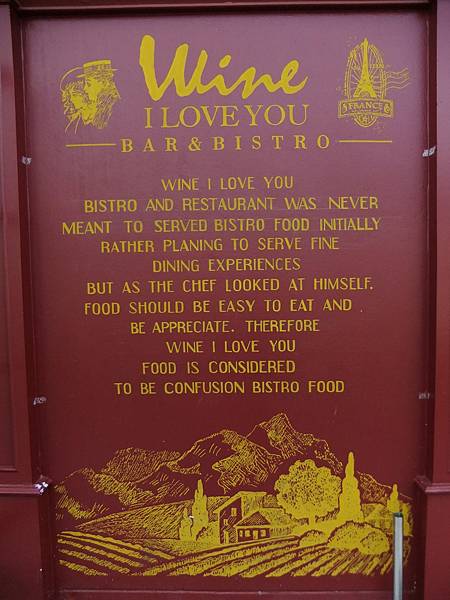 Wine
I LOVE YOU
BAR & BISTRO
FRANCE
WINE I LOVE YOU
BISTRO AND RESTAURANT WAS NEVER
MEANT TO SERVED BISTRO FOOD INITIALLY
RATHER PLANING TO SERVE FINE
DINING EXPERIENCES
BUT AS THE CHEF LOOKED AT HIMSELF.
FOOD SHOULD BE EASY TO EAT AND
BE APPRECIATE. THEREFORE
WINE I LOVE YOU
FOOD IS CONSIDERED
TO BE CONFUSION BISTRO FOOD